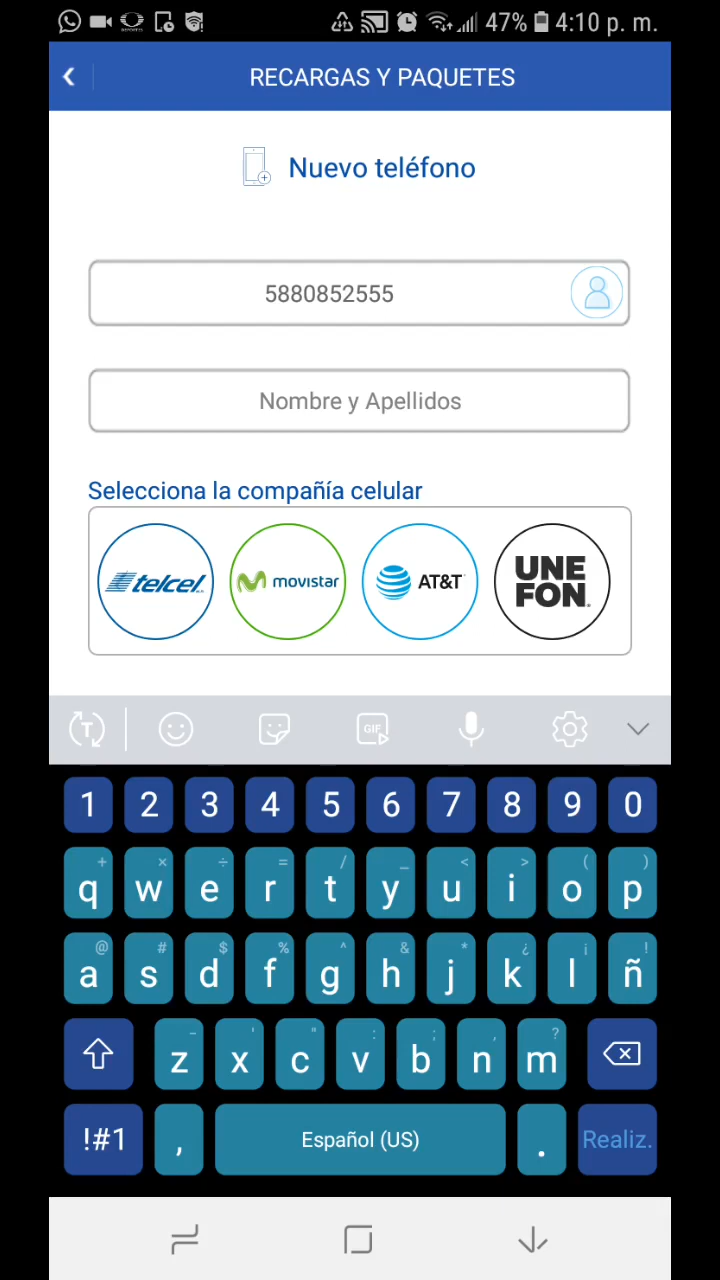 47% 4:10 p. m.
RECARGAS Y PAQUETES
Nuevo teléfono
5880852555
Nombre y Apellidos
Selecciona la compañía celular
telcel movistar AT&T UNE FON
T GIF
1 2 3 4 5 6 7 8 9 0
+ × ÷ = / _ < > ( )
q w e r t y u i o p
@ # $ % ^ & * ¿ ¡ !
a s d f g h j k l ñ
- ' " : ; , ?
z x c v b n m
!#1 , Español (US) . Realiz.